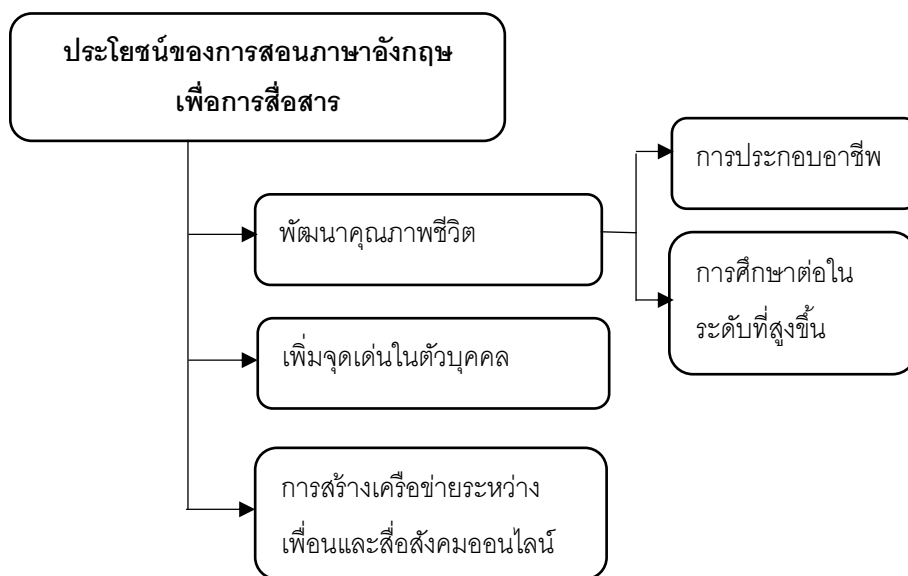 ประโยชน์ของการสอนภาษาอังกฤษ
เพื่อการสื่อสาร
การประกอบอาชีพ
พัฒนาคุณภาพชีวิต
การศึกษาต่อใน
ระดับที่สูงขึ้น
เพิ่มจุดเด่นในตัวบุคคล
การสร้างเครือข่ายระหว่าง
เพื่อนและสื่อสังคมออนไลน์